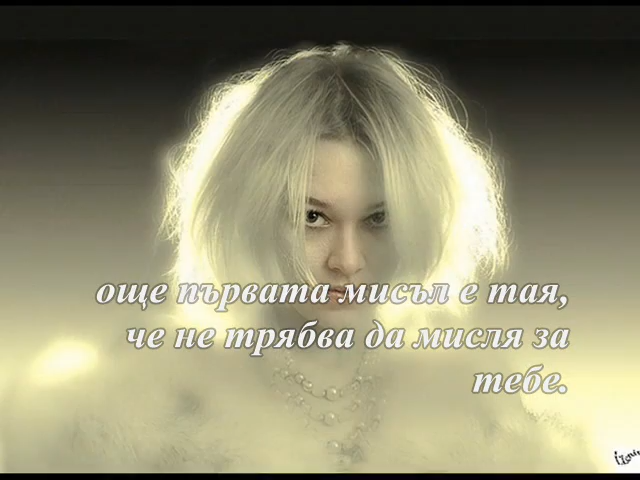 още първата мисъл е тая,
че не трябва да мисля за
тебе.